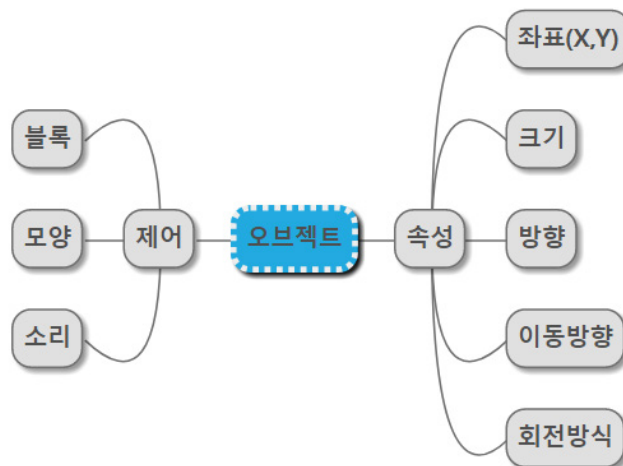 좌표(X,Y)
블록
크기
모양
제어
오브젝트
속성
방향
소리
이동방향
회전방식